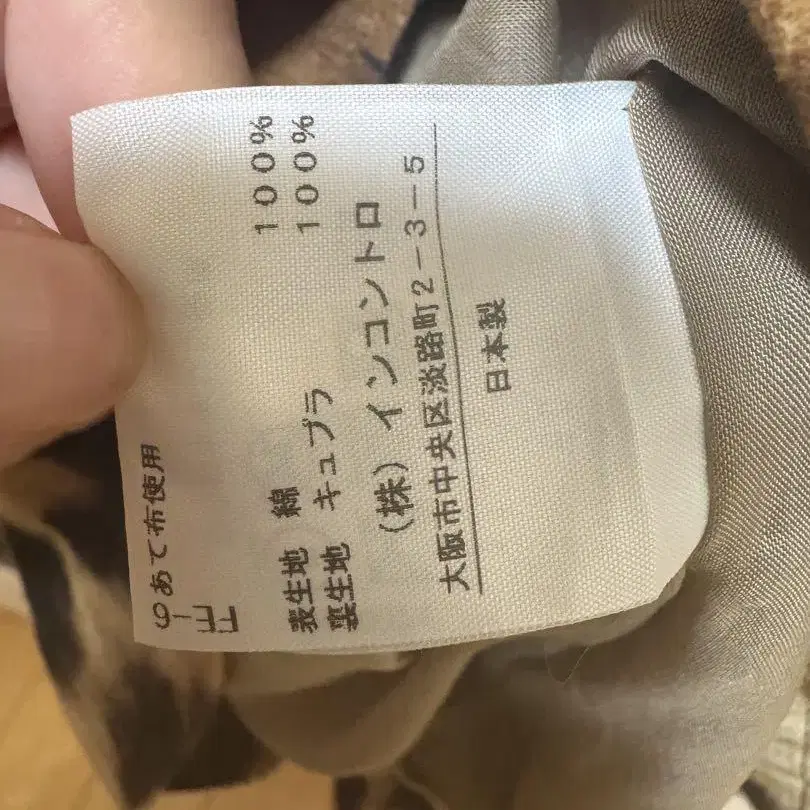 あて布使用
表生地 綿 100%
裏生地 キュプラ 100%
(株) インコントロ
大阪市中央区淡路町2-3-5
日本製